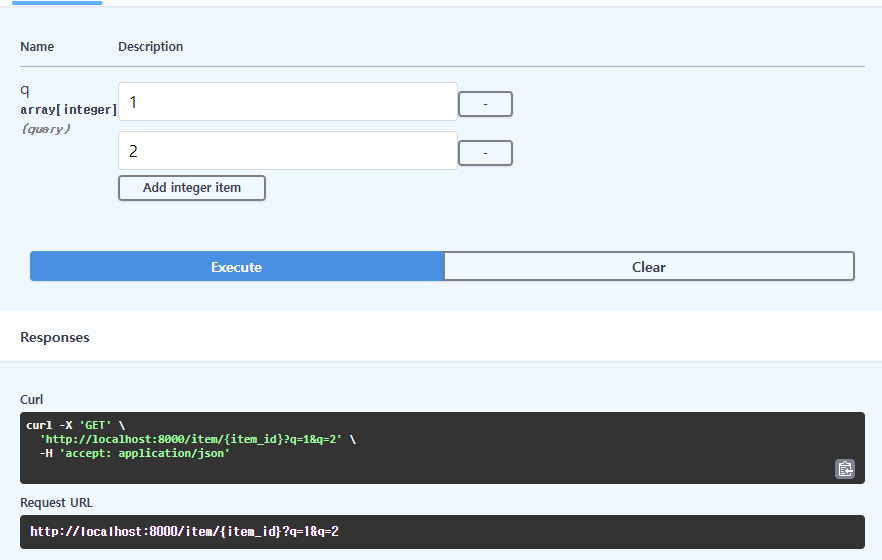 Name Description
q
array[integer]
(query)
1
-
2
-
Add integer item
Execute Clear
Responses
Curl
curl -X 'GET' \
'http://localhost:8000/item/{item_id}?q=1&q=2' \
-H 'accept: application/json'
Request URL
http://localhost:8000/item/{item_id}?q=1&q=2